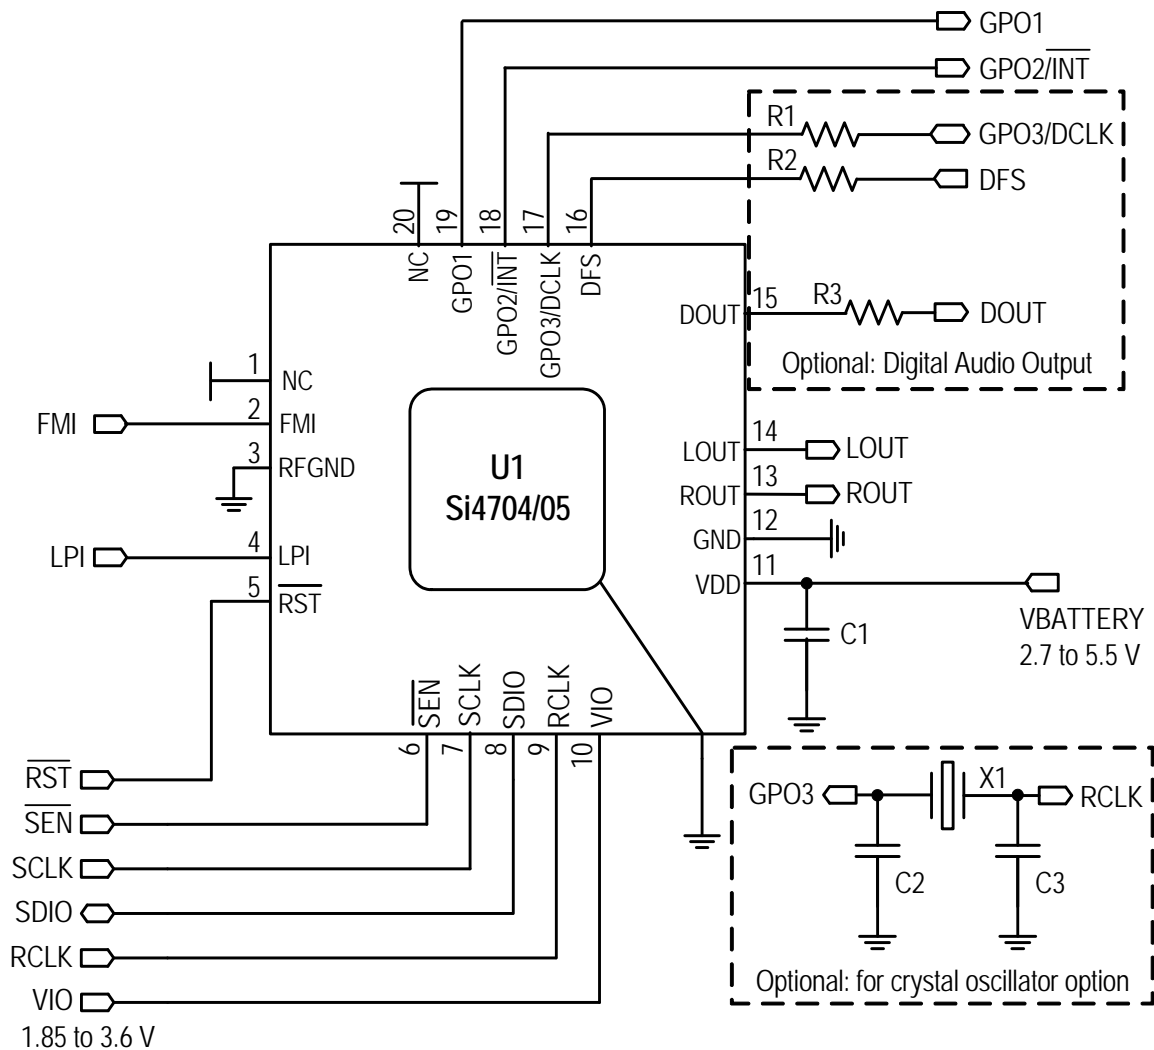 GPO1
GPO2/INT
R1
GPO3/DCLK
R2
DFS
20
19
18
17
16
NC
GPO1
GPO2/INT
GPO3/DCLK
DFS
DOUT
15
R3
DOUT
Optional: Digital Audio Output
1
NC
FMI
2
FMI
3
RFGND
U1
Si4704/05
LOUT
14
LOUT
ROUT
13
ROUT
GND
12
LPI
4
LPI
VDD
11
5
RST
VBATTERY
2.7 to 5.5 V
C1
SEN
SCLK
SDIO
RCLK
VIO
6
7
8
9
10
RST
SEN
SCLK
SDIO
RCLK
VIO
1.85 to 3.6 V
GPO3
X1
RCLK
C2
C3
Optional: for crystal oscillator option